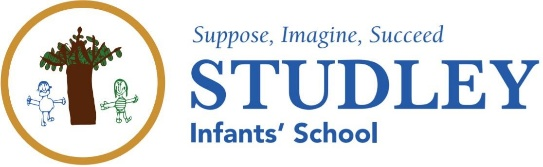 Suppose, Imagine, Succeed
STUDLEY
Infants' School